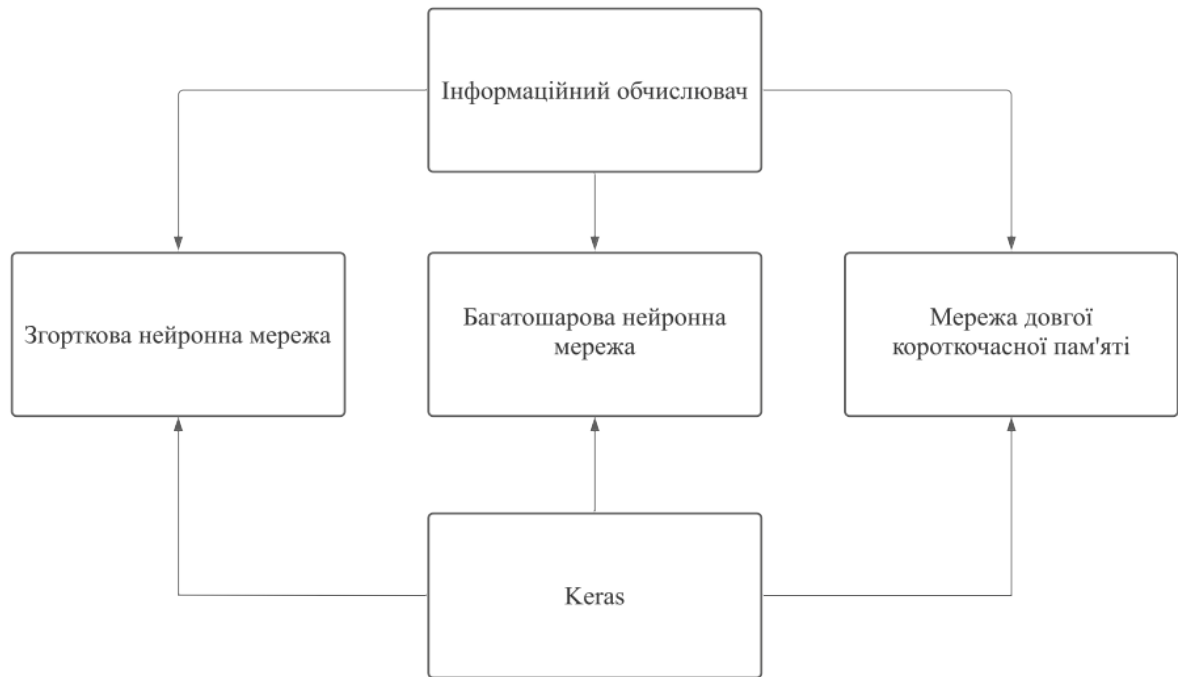 Інформаційний обчислювач
Згорткова нейронна мережа
Багатошарова нейронна
мережа
Мережа довгої
короткочасної пам'яті
Keras